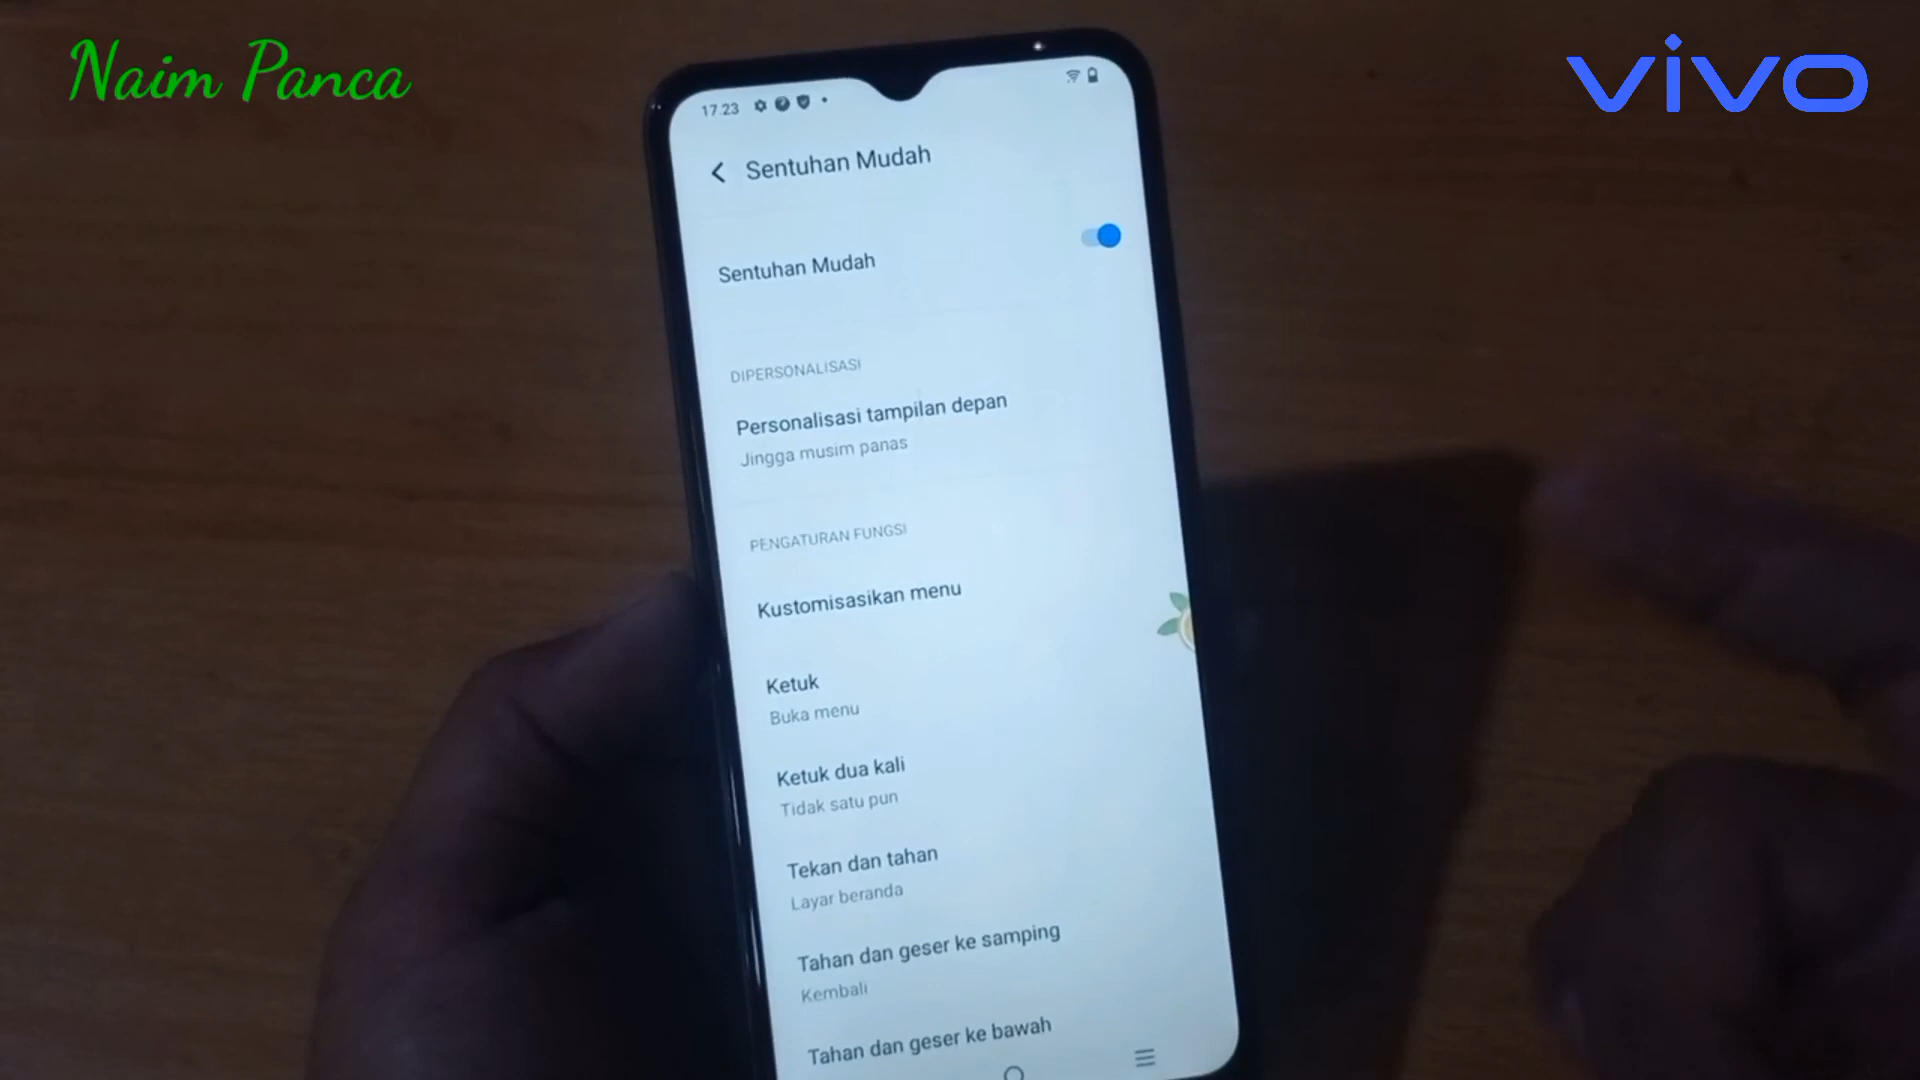 Naim Panca
vivo
17.23
Sentuhan Mudah
Sentuhan Mudah
DIPERSONALISASI
Personalisasi tampilan depan
Jingga musim panas
PENGATURAN FUNGSI
Kustomisasikan menu
Ketuk
Buka menu
Ketuk dua kali
Tidak satu pun
Tekan dan tahan
Layar beranda
Tahan dan geser ke samping
Kembali
Tahan dan geser ke bawah